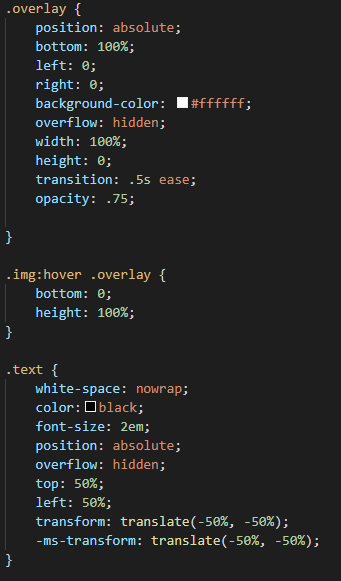 .overlay {
    position: absolute;
    bottom: 100%;
    left: 0;
    right: 0;
    background-color: #ffffff;
    overflow: hidden;
    width: 100%;
    height: 0;
    transition: .5s ease;
    opacity: .75;

}

.img:hover .overlay {
    bottom: 0;
    height: 100%;
}

.text {
    white-space: nowrap;
    color: black;
    font-size: 2em;
    position: absolute;
    overflow: hidden;
    top: 50%;
    left: 50%;
    transform: translate(-50%, -50%);
    -ms-transform: translate(-50%, -50%);
}